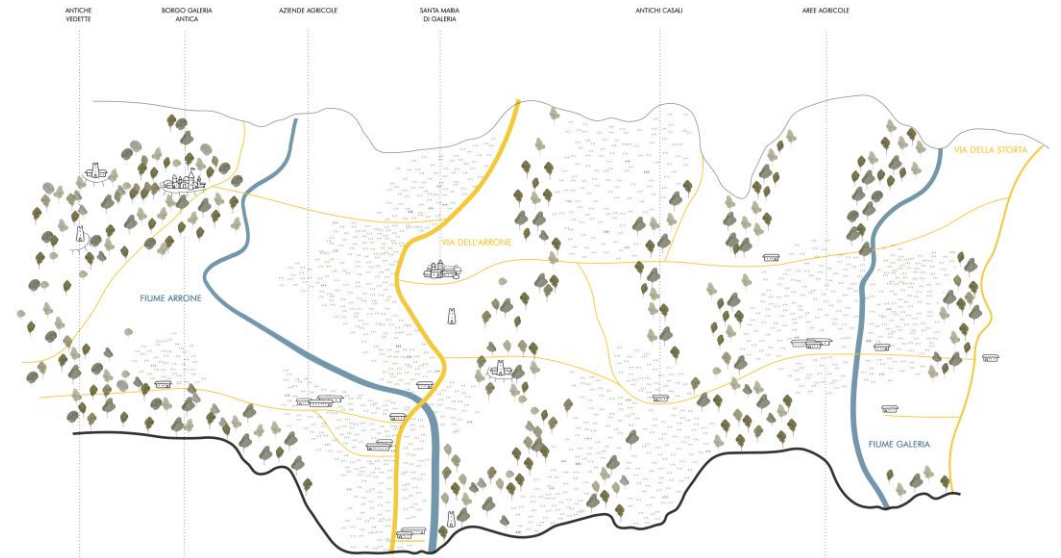 ANTICHE
VEDETTE
BORGO GALERIA
ANTICA
AZIENDE AGRICOLE
SANTA MARIA
DI GALERIA
ANTICHI CASALI
AREE AGRICOLE
VIA DELLA STORTA
VIA DELL'ARRONE
FIUME ARRONE
FIUME GALERIA